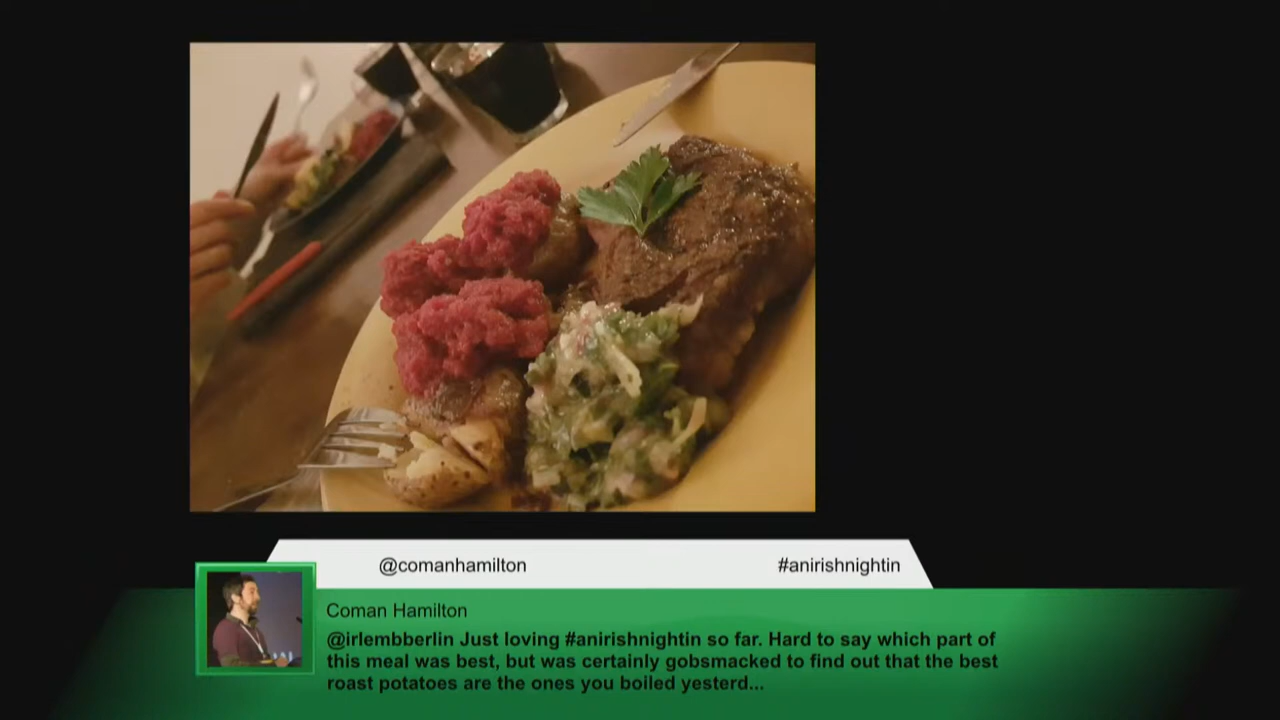 @comanhamilton #anirishnightin
Coman Hamilton
@irlembberlin Just loving #anirishnightin so far. Hard to say which part of
this meal was best, but was certainly gobsmacked to find out that the best
roast potatoes are the ones you boiled yesterd...